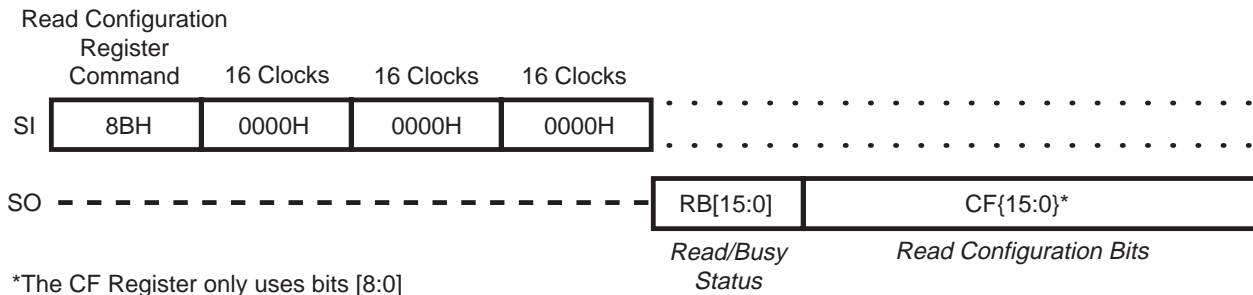 Read Configuration
Register
Command
16 Clocks
16 Clocks
16 Clocks
SI
8BH
0000H
0000H
0000H
SO
RB[15:0]
CF{15:0}*
Read/Busy
Status
Read Configuration Bits
*The CF Register only uses bits [8:0]